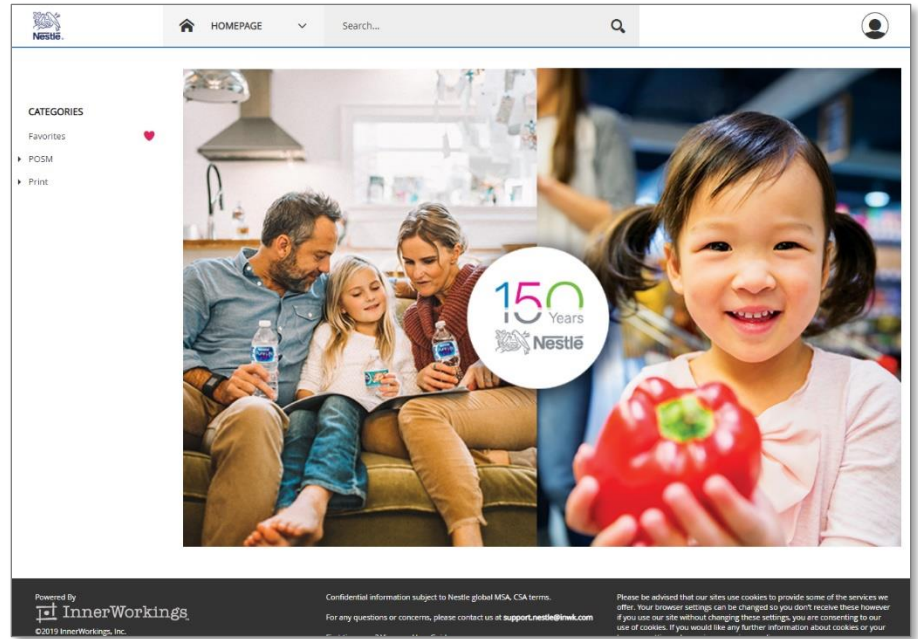 Nestlé.
HOMEPAGE
Search...
CATEGORIES
Favorites
POSM
Print
150
Years
Nestlé
Powered By
InnerWorkings
©2019 InnerWorkings, Inc.
Confidential information subject to Nestle global MSA, CSA terms.
For any questions or concerns, please contact us at support.nestle@inwk.com
Please be advised that our sites use cookies to provide some of the services we
offer. Your browser settings can be changed so you don't receive these however
if you use our site without changing these settings, you are consenting to our
use of cookies. If you would like any further information about cookies or your